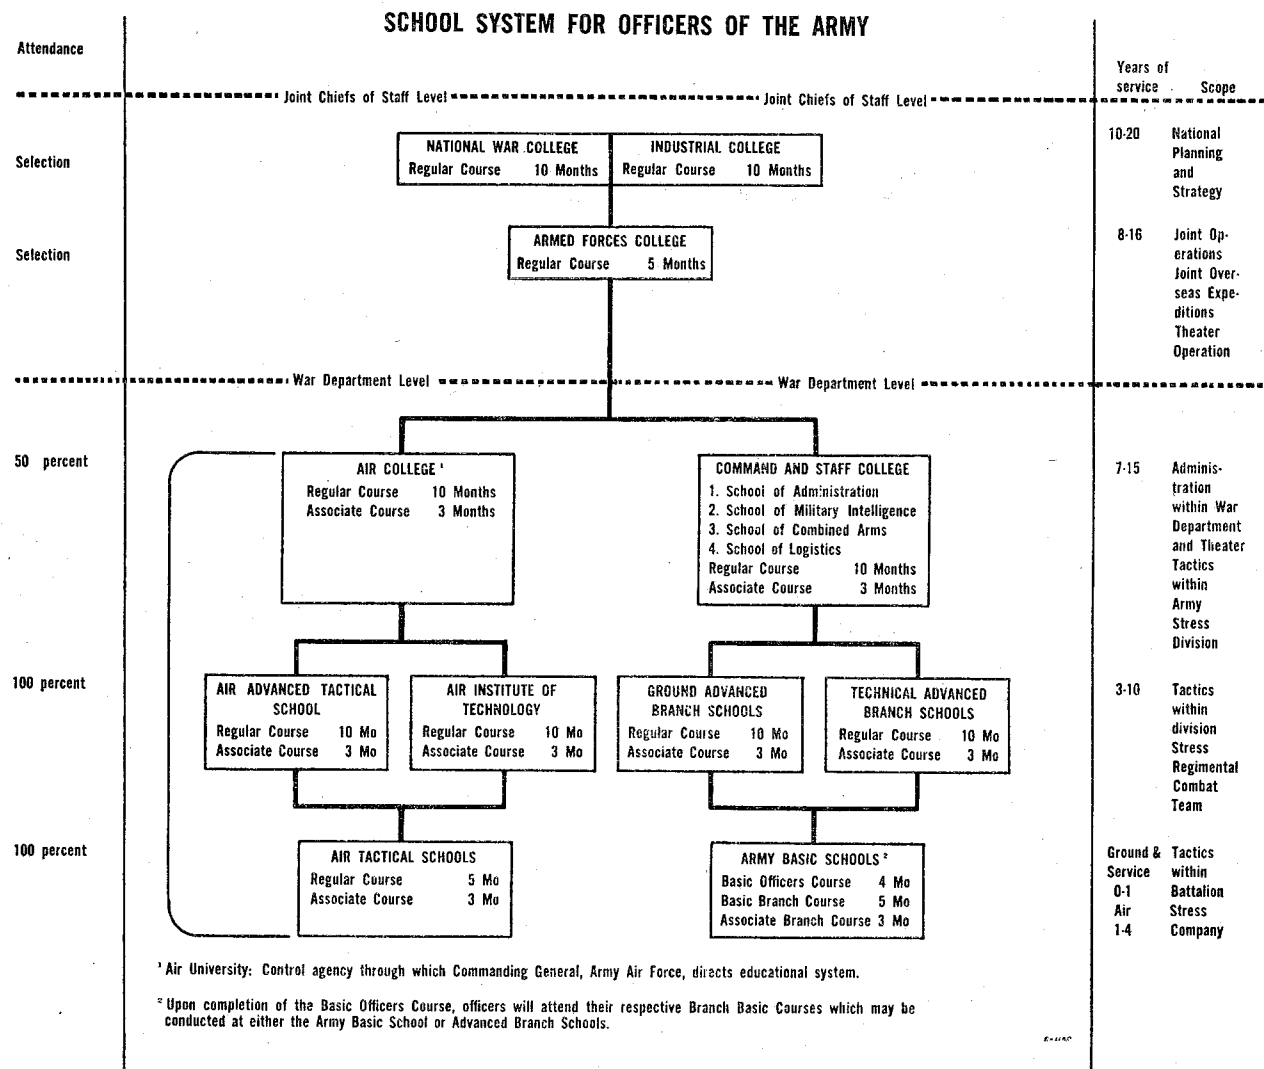 SCHOOL SYSTEM FOR OFFICERS OF THE ARMY
Attendance
Years of
service
Scope
Joint Chiefs of Staff Level
Joint Chiefs of Staff Level
Selection
NATIONAL WAR COLLEGE
Regular Course 10 Months
INDUSTRIAL COLLEGE
Regular Course 10 Months
10-20
National
Planning
and
Strategy
Selection
ARMED FORCES COLLEGE
Regular Course 5 Months
8-16
Joint Op-
erations
Joint Over-
seas Expe-
ditions
Theater
Operation
War Department Level
War Department Level
50 percent
AIR COLLEGE ¹
Regular Course 10 Months
Associate Course 3 Months
COMMAND AND STAFF COLLEGE
1. School of Administration
2. School of Military Intelligence
3. School of Combined Arms
4. School of Logistics
Regular Course 10 Months
Associate Course 3 Months
7-15
Adminis-
tration
within War
Department
and Theater
Tactics
within
Army
Stress
Division
100 percent
AIR ADVANCED TACTICAL
SCHOOL
Regular Course 10 Mo
Associate Course 3 Mo
AIR INSTITUTE OF
TECHNOLOGY
Regular Course 10 Mo
Associate Course 3 Mo
GROUND ADVANCED
BRANCH SCHOOLS
Regular Course 10 Mo
Associate Course 3 Mo
TECHNICAL ADVANCED
BRANCH SCHOOLS
Regular Course 10 Mo
Associate Course 3 Mo
3-10
Tactics
within
division
Stress
Regimental
Combat
Team
100 percent
AIR TACTICAL SCHOOLS
Regular Course 5 Mo
Associate Course 3 Mo
ARMY BASIC SCHOOLS ²
Basic Officers Course 4 Mo
Basic Branch Course 5 Mo
Associate Branch Course 3 Mo
Ground &
Service
0-1
Air
1-4
Tactics
within
Battalion
Stress
Company
¹ Air University: Control agency through which Commanding General, Army Air Force, directs educational system.
² Upon completion of the Basic Officers Course, officers will attend their respective Branch Basic Courses which may be
conducted at either the Army Basic School or Advanced Branch Schools.